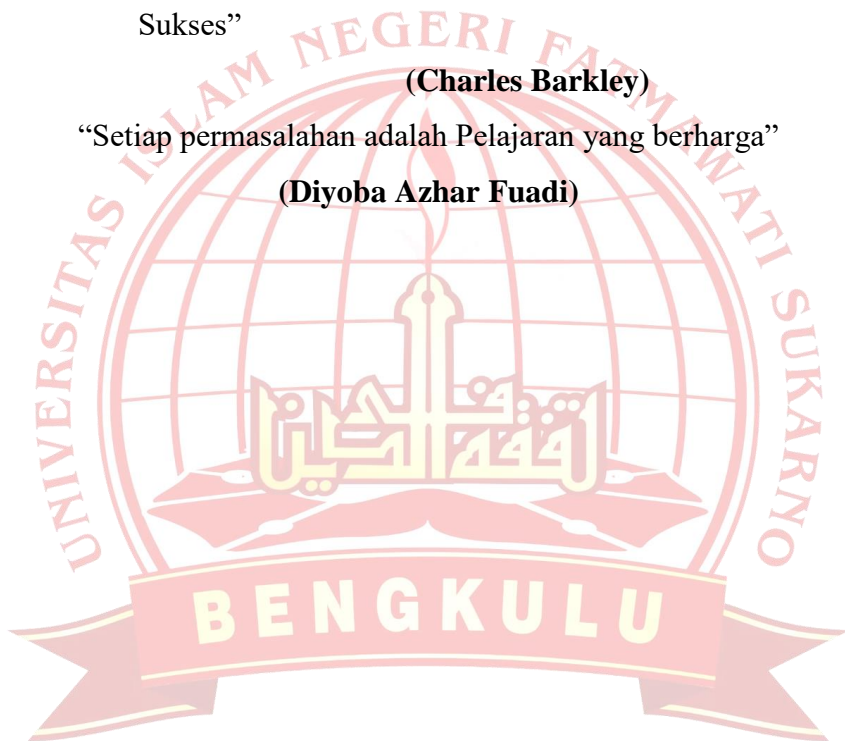 Sukses”
(Charles Barkley)
“Setiap permasalahan adalah Pelajaran yang berharga”
(Diyoba Azhar Fuadi)
UNIVERSITAS ISLAM NEGERI FATMAWATI SUKARNO
BENGKULU